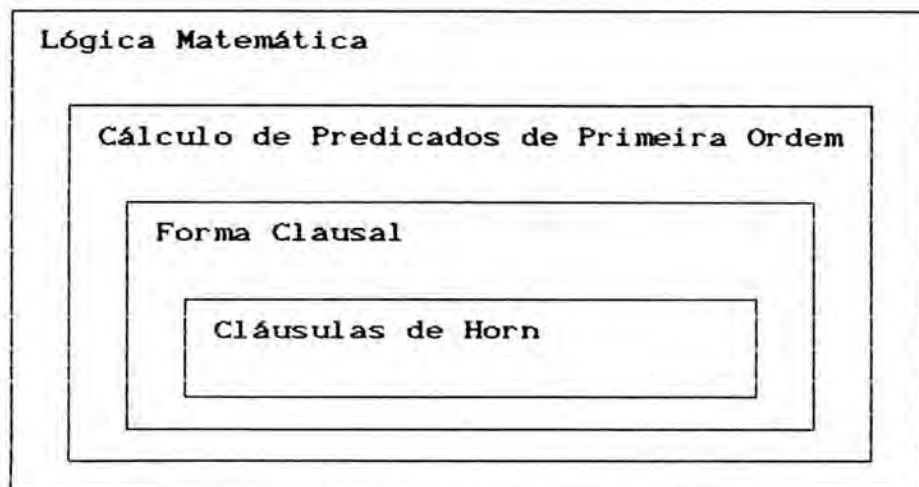 Lógica Matemática
Cálculo de Predicados de Primeira Ordem
Forma Clausal
Cláusulas de Horn